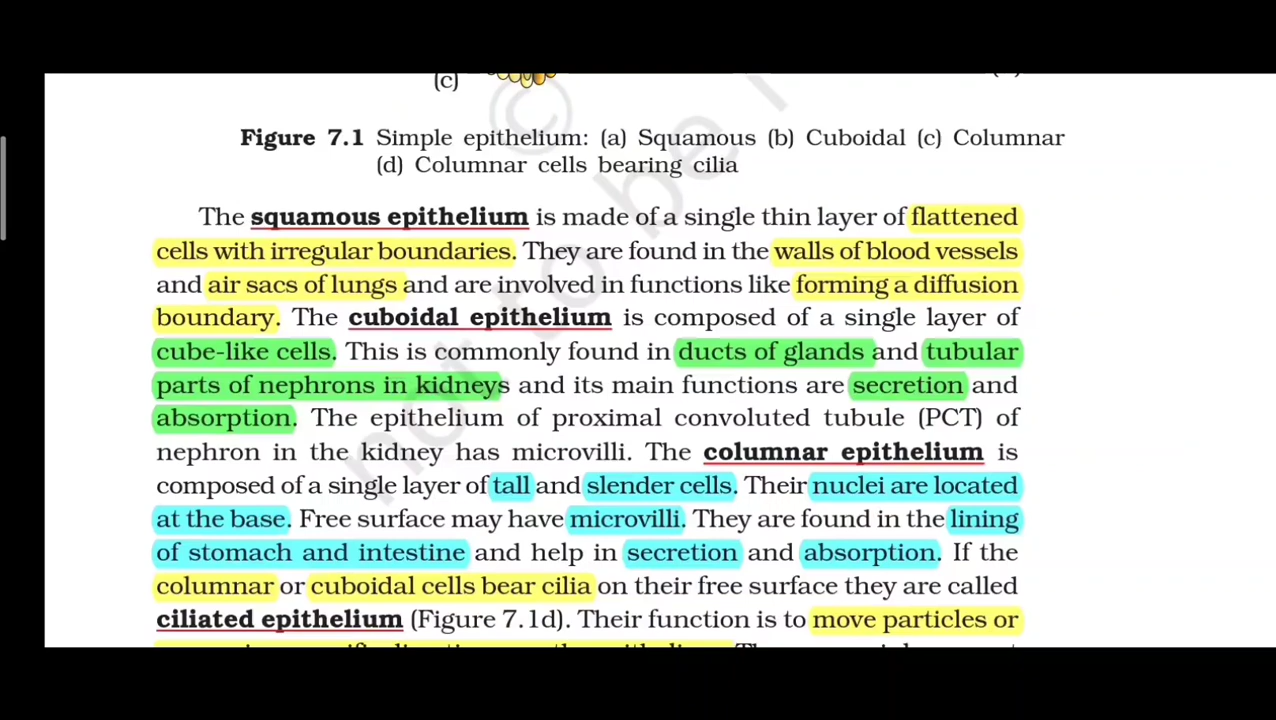 (c)
Figure 7.1 Simple epithelium: (a) Squamous (b) Cuboidal (c) Columnar
(d) Columnar cells bearing cilia
The squamous epithelium is made of a single thin layer of flattened
cells with irregular boundaries. They are found in the walls of blood vessels
and air sacs of lungs and are involved in functions like forming a diffusion
boundary. The cuboidal epithelium is composed of a single layer of
cube-like cells. This is commonly found in ducts of glands and tubular
parts of nephrons in kidneys and its main functions are secretion and
absorption. The epithelium of proximal convoluted tubule (PCT) of
nephron in the kidney has microvilli. The columnar epithelium is
composed of a single layer of tall and slender cells. Their nuclei are located
at the base. Free surface may have microvilli. They are found in the lining
of stomach and intestine and help in secretion and absorption. If the
columnar or cuboidal cells bear cilia on their free surface they are called
ciliated epithelium (Figure 7.1d). Their function is to move particles or
© not to be